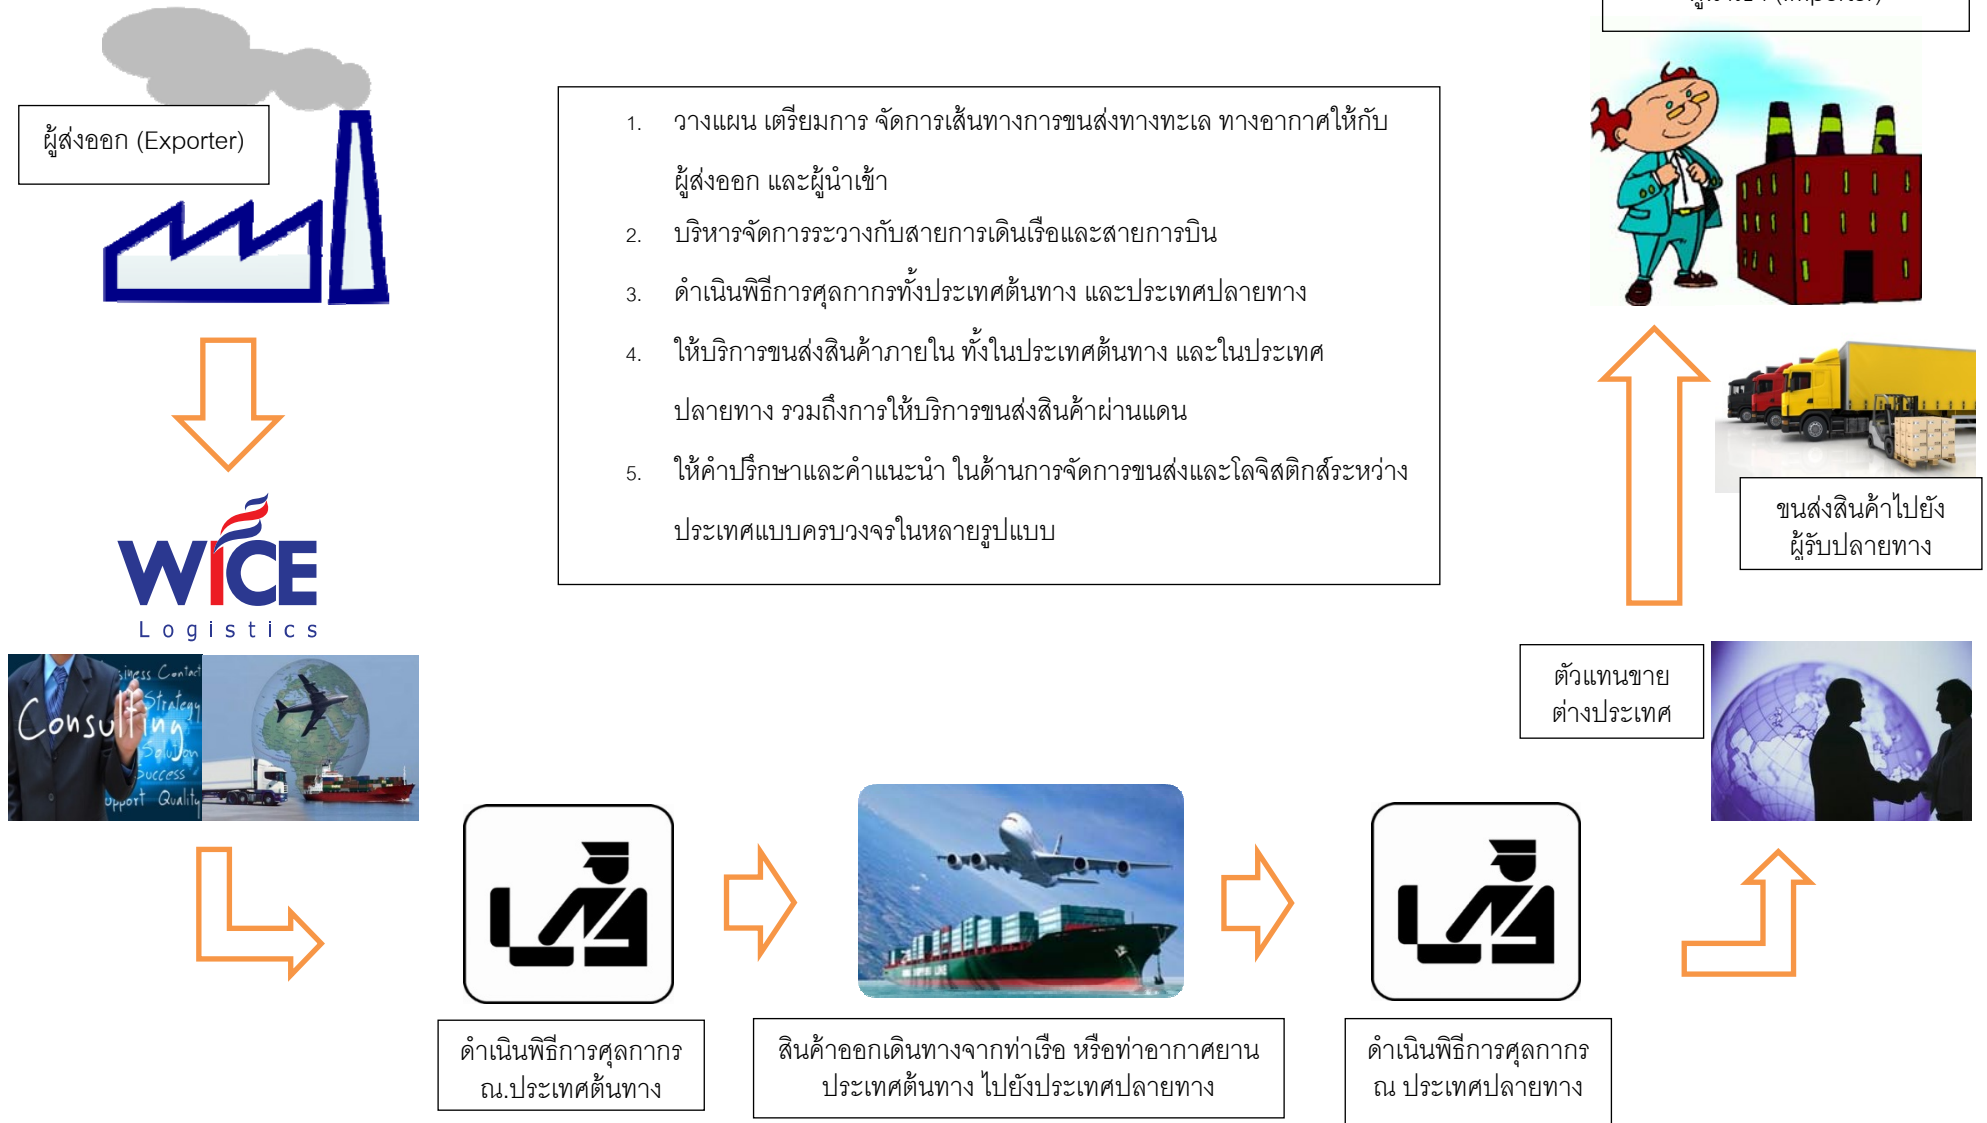 ผู้ส่งออก (Exporter)
(Importer)
1. วางแผน เตรียมการ จัดการเส้นทางการขนส่งทางทะเล ทางอากาศให้กับ
ผู้ส่งออก และผู้นำเข้า
2. บริหารจัดการระวางกับสายการเดินเรือและสายการบิน
3. ดำเนินพิธีการศุลกากรทั้งประเทศต้นทาง และประเทศปลายทาง
4. ให้บริการขนส่งสินค้าภายใน ทั้งในประเทศต้นทาง และในประเทศ
ปลายทาง รวมถึงการให้บริการขนส่งสินค้าผ่านแดน
5. ให้คำปรึกษาและคำแนะนำ ในด้านการจัดการขนส่งและโลจิสติกส์ระหว่าง
ประเทศแบบครบวงจรในหลายรูปแบบ
WICE
Logistics
Contact
Strategy
Consulting
Solution
Success
Quality
ขนส่งสินค้าไปยัง
ผู้รับปลายทาง
ตัวแทนขาย
ต่างประเทศ
ดำเนินพิธีการศุลกากร
ณ.ประเทศต้นทาง
สินค้าออกเดินทางจากท่าเรือ หรือท่าอากาศยาน
ประเทศต้นทาง ไปยังประเทศปลายทาง
ดำเนินพิธีการศุลกากร
ณ ประเทศปลายทาง